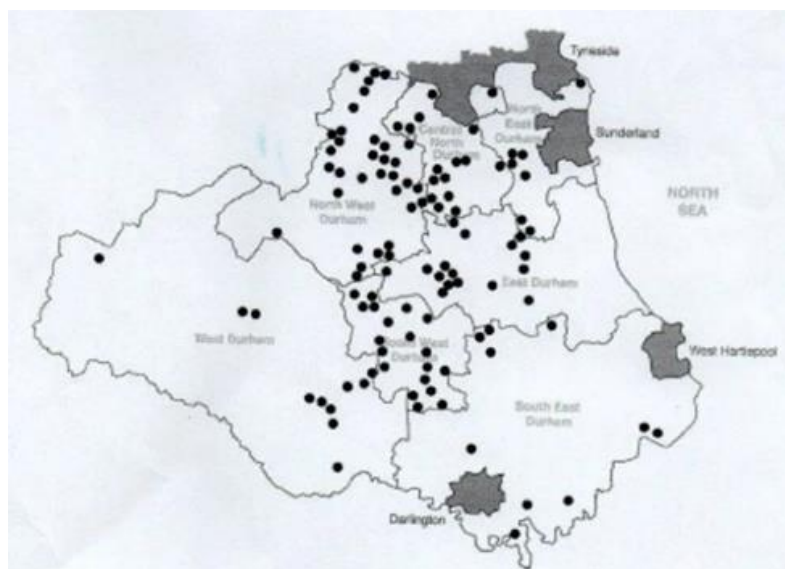 Tyneside
North
East
Durham
Sunderland
Central
North
Durham
NORTH
SEA
North West
Durham
East Durham
West Durham
South West
Durham
West Hartlepool
South East
Durham
Darlington